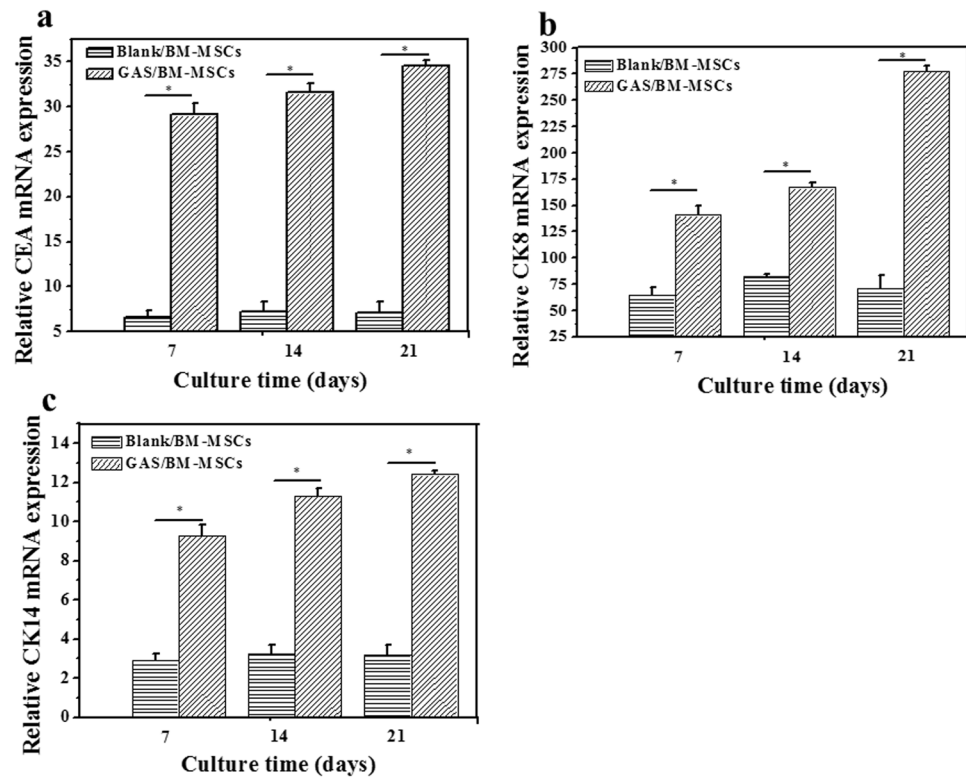 a
Relative CEA mRNA expression
35
30
25
20
15
10
5
Blank/BM-MSCs
GAS/BM-MSCs
*
*
*
7 14 21
Culture time (days)
b
Relative CK8 mRNA expression
300
275
250
225
200
175
150
125
100
75
50
25
Blank/BM-MSCs
GAS/BM-MSCs
*
*
*
7 14 21
Culture time (days)
c
Relative CK14 mRNA expression
14
12
10
8
6
4
2
0
Blank/BM-MSCs
GAS/BM-MSCs
*
*
*
7 14 21
Culture time (days)